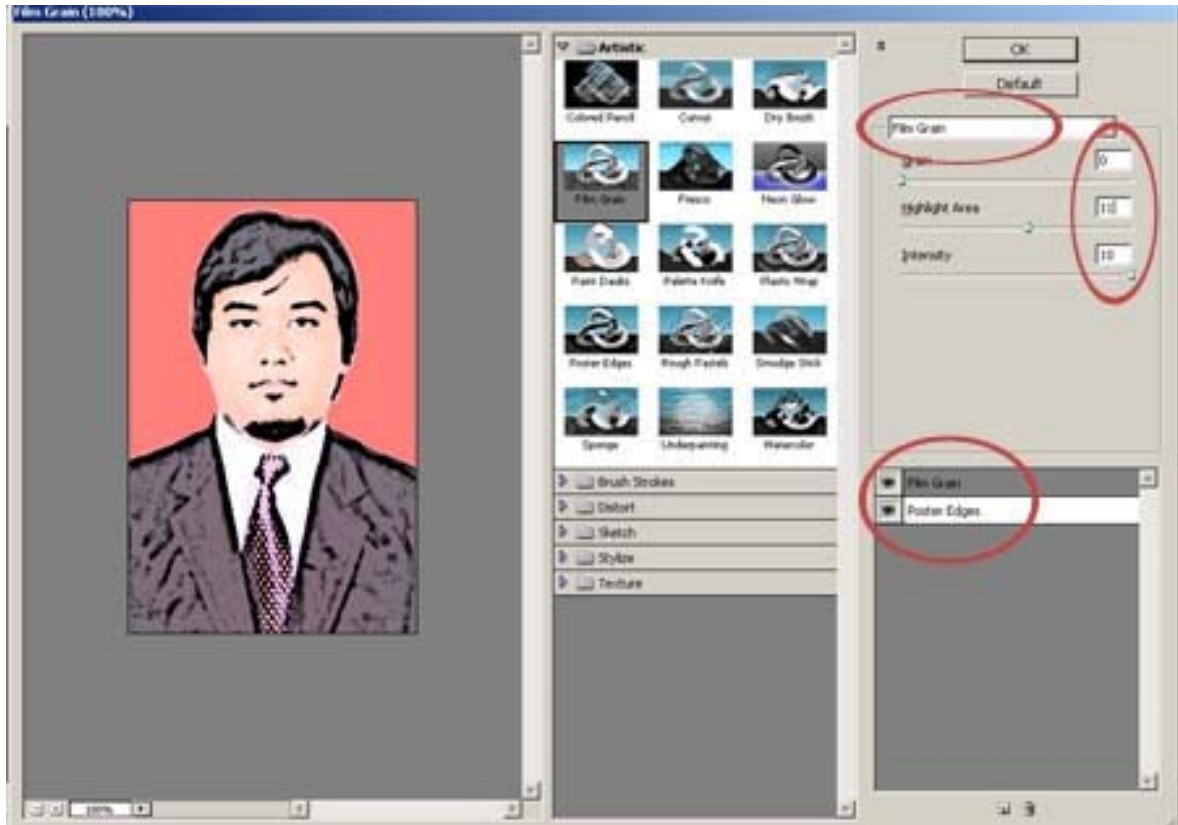 Film Grain (100%)
Artistic
Colored Pencil
Cutout
Dry Brush
Film Grain
Fresco
Neon Glow
Paint Daubs
Palette Knife
Plastic Wrap
Poster Edges
Rough Pastels
Smudge Stick
Sponge
Underpainting
Watercolor
Brush Strokes
Distort
Sketch
Stylize
Texture
100%
OK
Default
Film Grain
Grain
0
Highlight Area
11
Intensity
10
Film Grain
Poster Edges